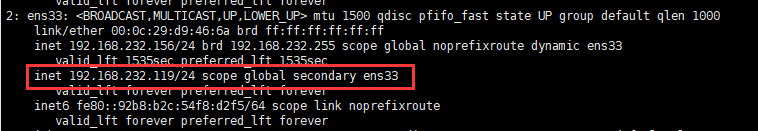 valid_lft forever preferred_lft forever
2: ens33: <BROADCAST,MULTICAST,UP,LOWER_UP> mtu 1500 qdisc pfifo_fast state UP group default qlen 1000
link/ether 00:0c:29:d9:46:6a brd ff:ff:ff:ff:ff:ff
inet 192.168.232.156/24 brd 192.168.232.255 scope global noprefixroute dynamic ens33
valid_lft 1535sec preferred_lft 1535sec
inet 192.168.232.119/24 scope global secondary ens33
valid_lft forever preferred_lft forever
inet6 fe80::92b8:b2c:54f8:d2f5/64 scope link noprefixroute
valid_lft forever preferred_lft forever